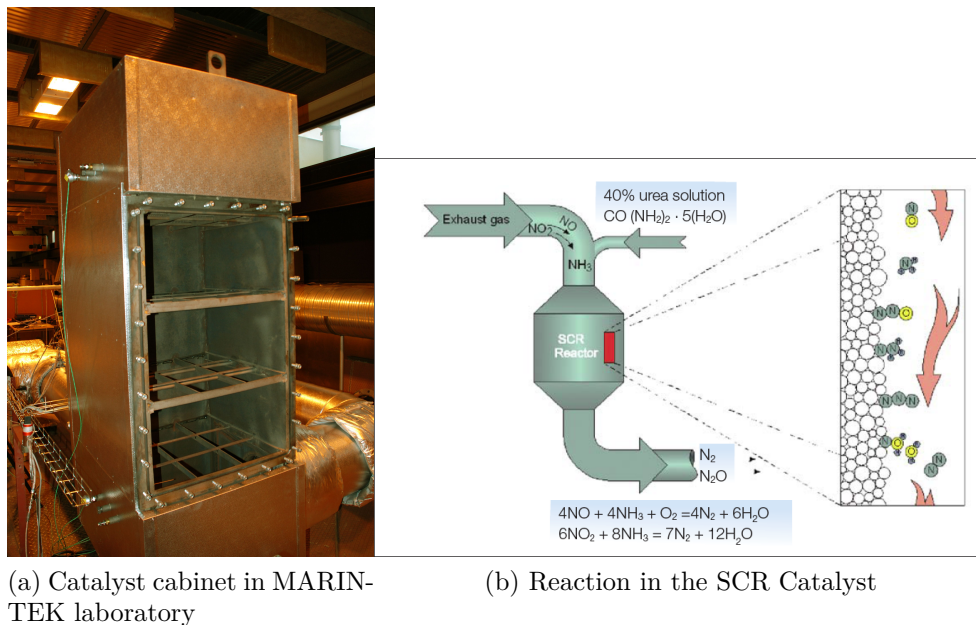 40% urea solution
CO (NH₂)₂ · 5(H₂O)
Exhaust gas
NO
NO₂
NH₃
SCR
Reactor
N
N
N N
N
N N N
N
N
N₂
N₂O
4NO + 4NH₃ + O₂ =4N₂ + 6H₂O
6NO₂ + 8NH₃ = 7N₂ + 12H₂O
(a) Catalyst cabinet in MARIN-
TEK laboratory
(b) Reaction in the SCR Catalyst